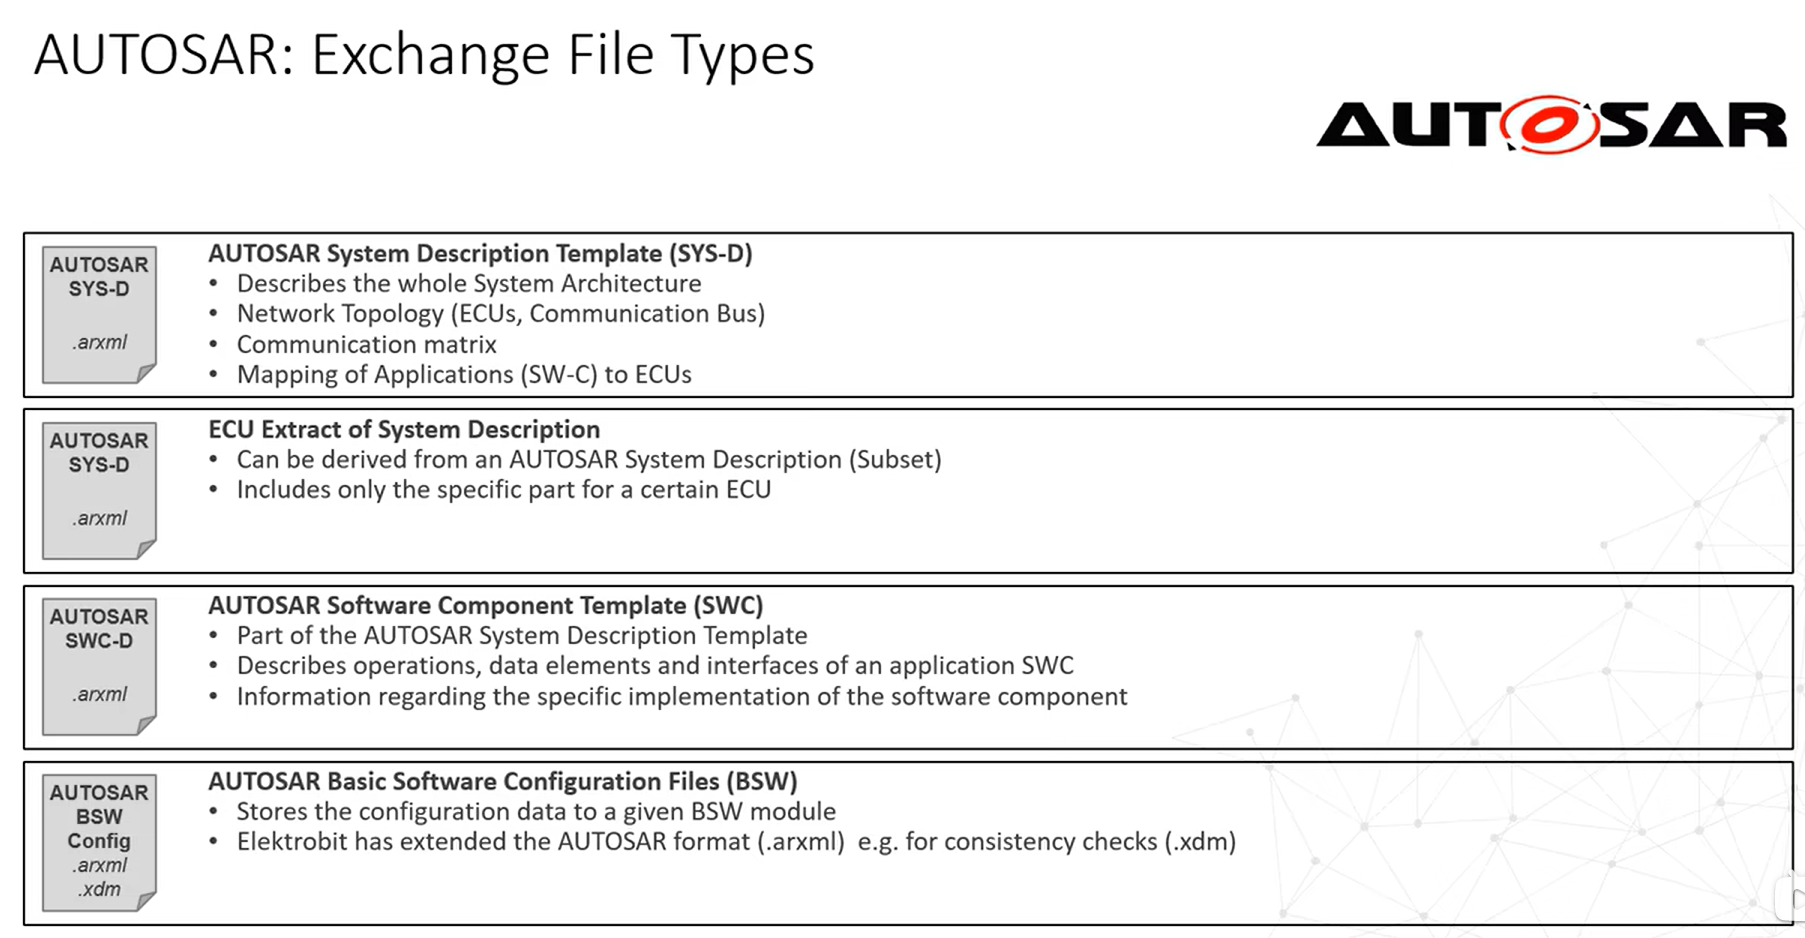 AUTOSAR: Exchange File Types
AUTOSAR
AUTOSAR
SYS-D
.arxml
AUTOSAR System Description Template (SYS-D)
• Describes the whole System Architecture
• Network Topology (ECUs, Communication Bus)
• Communication matrix
• Mapping of Applications (SW-C) to ECUs
AUTOSAR
SYS-D
.arxml
ECU Extract of System Description
• Can be derived from an AUTOSAR System Description (Subset)
• Includes only the specific part for a certain ECU
AUTOSAR
SWC-D
.arxml
AUTOSAR Software Component Template (SWC)
• Part of the AUTOSAR System Description Template
• Describes operations, data elements and interfaces of an application SWC
• Information regarding the specific implementation of the software component
AUTOSAR
BSW
Config
.arxml
.xdm
AUTOSAR Basic Software Configuration Files (BSW)
• Stores the configuration data to a given BSW module
• Elektrobit has extended the AUTOSAR format (.arxml)  e.g. for consistency checks (.xdm)